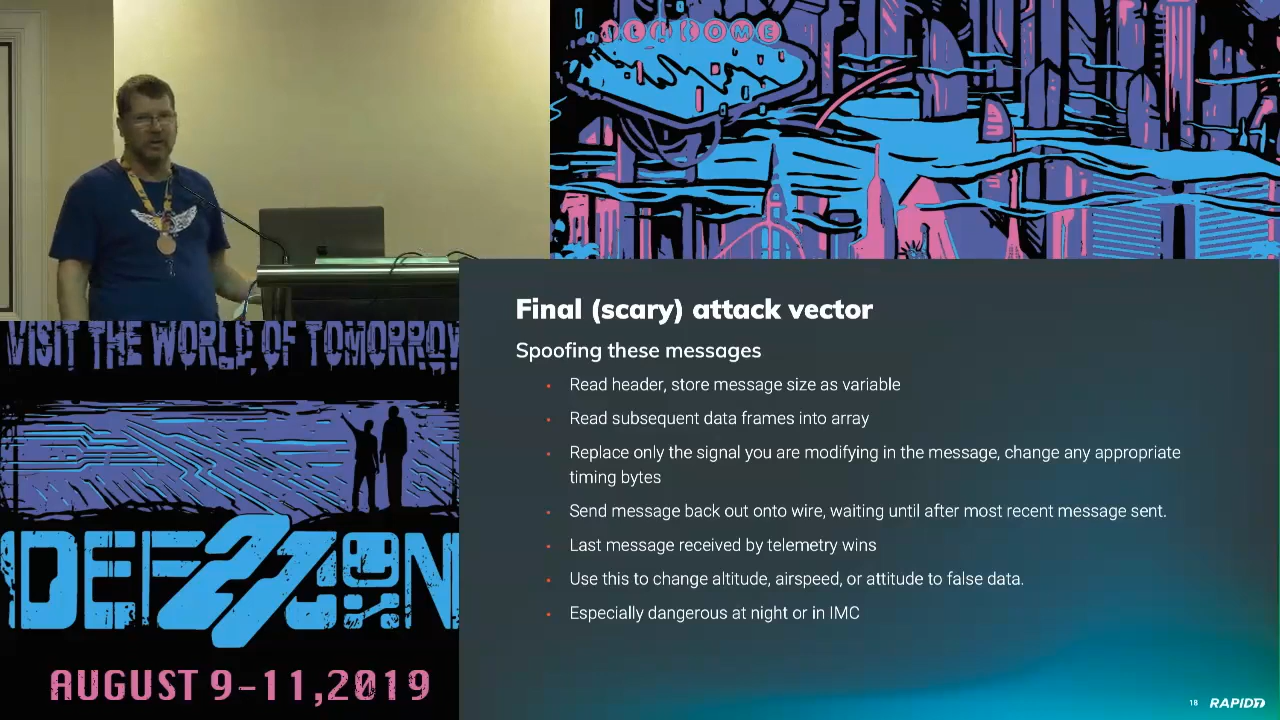 WELCOME
Final (scary) attack vector
Spoofing these messages
Read header, store message size as variable
Read subsequent data frames into array
Replace only the signal you are modifying in the message, change any appropriate
timing bytes
Send message back out onto wire, waiting until after most recent message sent.
Last message received by telemetry wins
Use this to change altitude, airspeed, or attitude to false data.
Especially dangerous at night or in IMC
18 RAPID7
VISIT THE WORLD OF TOMORROW
DEF27CON
AUGUST 9-11,2019